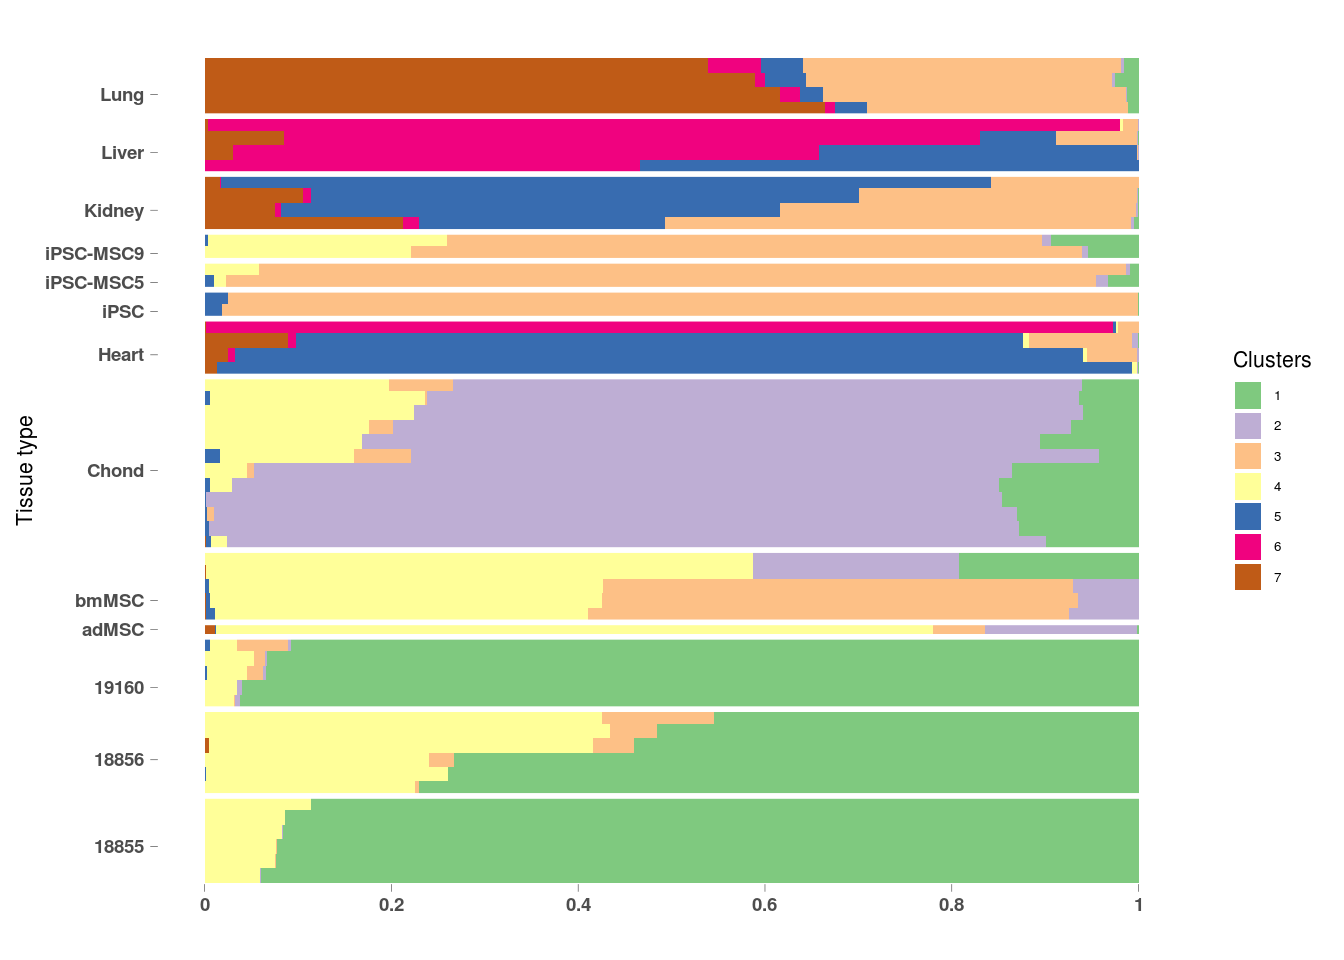 Lung
Liver
Kidney
iPSC-MSC9
iPSC-MSC5
iPSC
Heart
Chond
bmMSC
adMSC
19160
18856
18855
Tissue type
0 0.2 0.4 0.6 0.8 1
Clusters
1
2
3
4
5
6
7